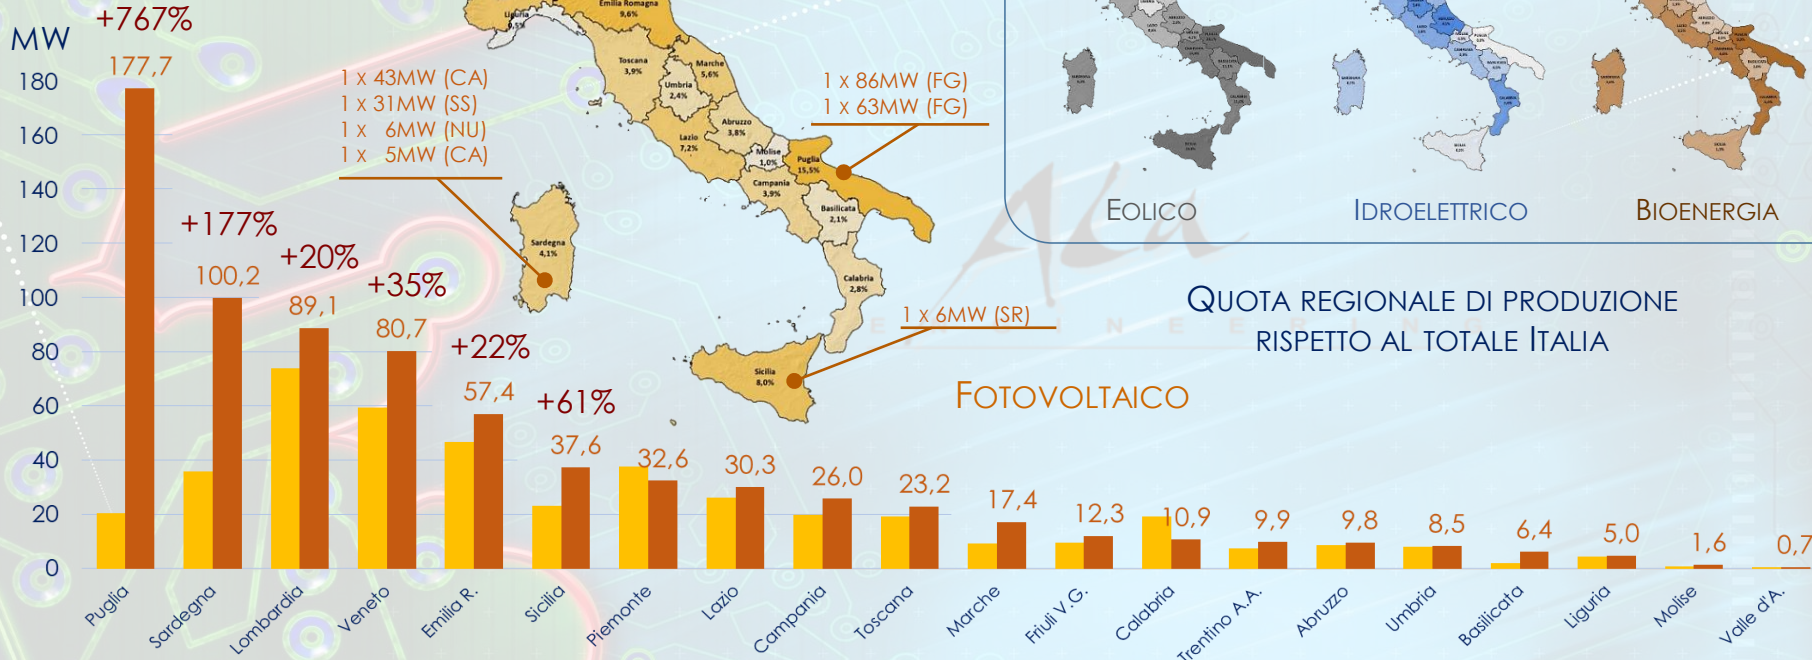 MW
180
160
140
120
100
80
60
40
20
0
+767%
177,7
+177%
100,2
+20%
89,1
+35%
80,7
+22%
57,4
+61%
37,6
32,6
30,3
26,0
23,2
17,4
12,3
10,9
9,9
9,8
8,5
6,4
5,0
1,6
0,7
Puglia
Sardegna
Lombardia
Veneto
Emilia R.
Sicilia
Piemonte
Lazio
Campania
Toscana
Marche
Friuli V.G.
Calabria
Trentino A.A.
Abruzzo
Umbria
Basilicata
Liguria
Molise
Valle d'A.
1 x 43MW (CA)
1 x 31MW (SS)
1 x 6MW (NU)
1 x 5MW (CA)
1 x 86MW (FG)
1 x 63MW (FG)
1 x 6MW (SR)
Liguria
0,5%
Emilia Romagna
9,6%
Toscana
3,9%
Marche
5,6%
Umbria
2,4%
Abruzzo
3,8%
Lazio
7,2%
Molise
1,0%
Puglia
15,5%
Campania
3,9%
Basilicata
2,1%
Sardegna
4,1%
Calabria
2,8%
Sicilia
8,0%
Fotovoltaico
Eolico
Idroelettrico
Bioenergia
Quota regionale di produzione
rispetto al totale Italia